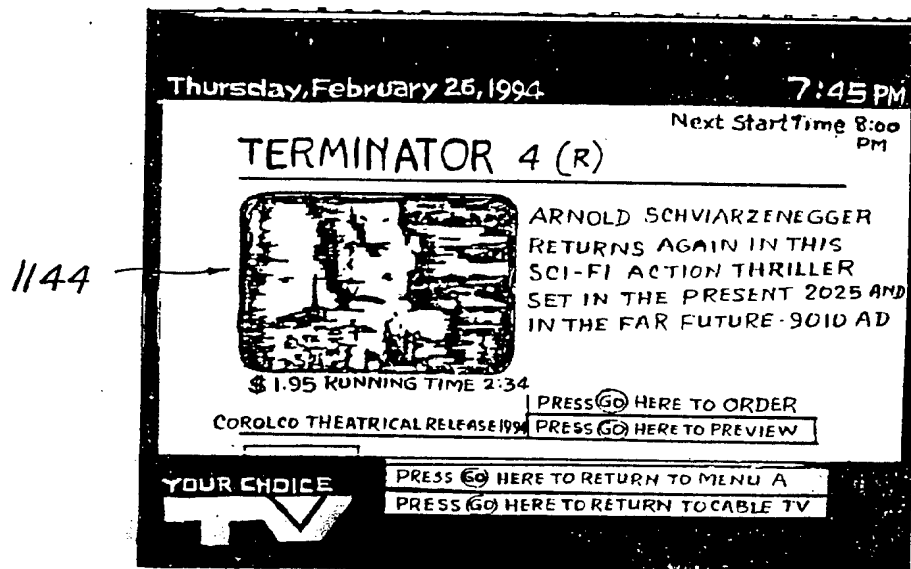 Thursday, February 26, 1994 7:45 PM
Next Start Time 8:00 PM
TERMINATOR 4 (R)
1144
ARNOLD SCHVIARZENEGGER
RETURNS AGAIN IN THIS
SCI-FI ACTION THRILLER
SET IN THE PRESENT 2025 AND
IN THE FAR FUTURE-9010 AD
$1.95 RUNNING TIME 2:34
PRESS GO HERE TO ORDER
COROLCO THEATRICAL RELEASE 1994
PRESS GO HERE TO PREVIEW
YOUR CHOICE
TV
PRESS GO HERE TO RETURN TO MENU A
PRESS GO HERE TO RETURN TO CABLE TV